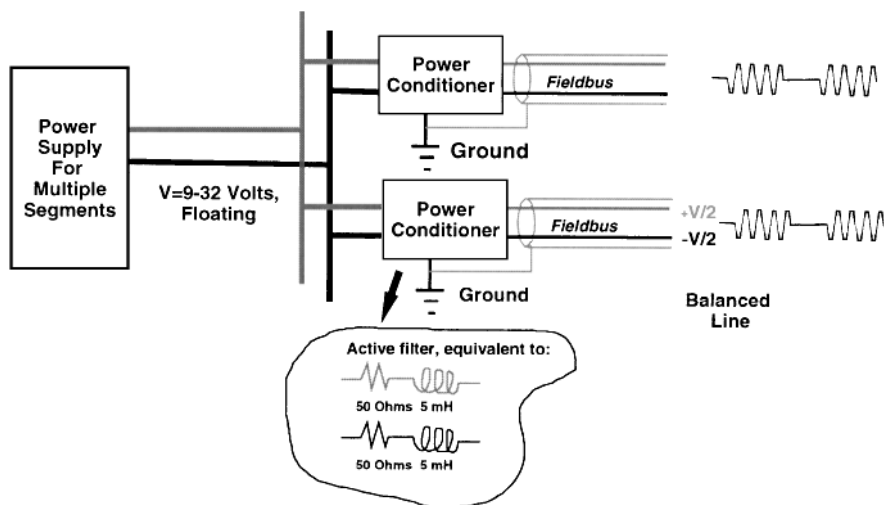 Power
Supply
For
Multiple
Segments
V=9-32 Volts,
Floating
Power
Conditioner
Fieldbus
Ground
Power
Conditioner
Fieldbus
+V/2
-V/2
Ground
Balanced
Line
Active filter, equivalent to:
50 Ohms 5 mH
50 Ohms 5 mH